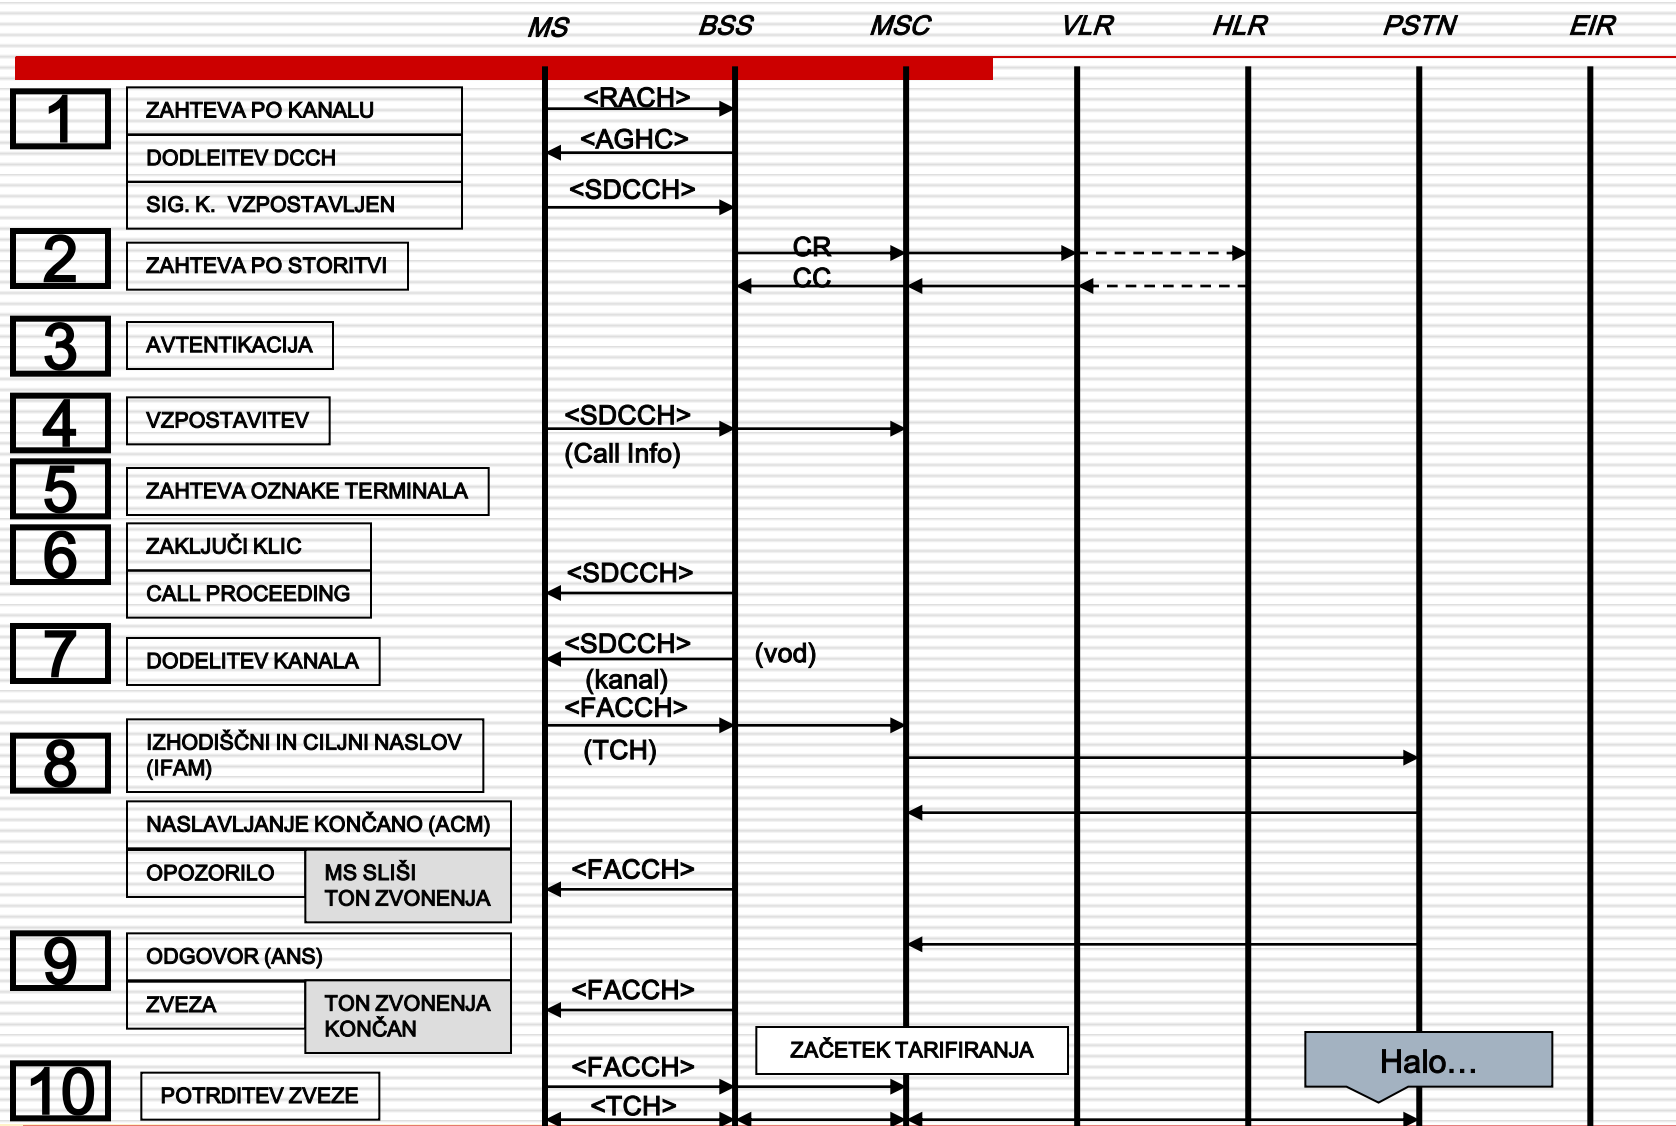 MS BSS MSC VLR HLR PSTN EIR
1
ZAHTEVA PO KANALU
<RACH>
DODLEITEV DCCH
<AGHC>
SIG. K. VZPOSTAVLJEN
<SDCCH>
2
ZAHTEVA PO STORITVI
CR
CC
3
AVTENTIKACIJA
4
VZPOSTAVITEV
<SDCCH>
(Call Info)
5
ZAHTEVA OZNAKE TERMINALA
6
ZAKLJUČI KLIC
CALL PROCEEDING
<SDCCH>
7
DODELITEV KANALA
<SDCCH>
(vod)
(kanal)
<FACCH>
(TCH)
8
IZHODIŠČNI IN CILJNI NASLOV
(IFAM)
NASLAVLJANJE KONČANO (ACM)
OPOZORILO
MS SLIŠI
TON ZVONENJA
<FACCH>
9
ODGOVOR (ANS)
ZVEZA
TON ZVONENJA
KONČAN
<FACCH>
ZAČETEK TARIFIRANJA
Halo...
10
POTRDITEV ZVEZE
<FACCH>
<TCH>